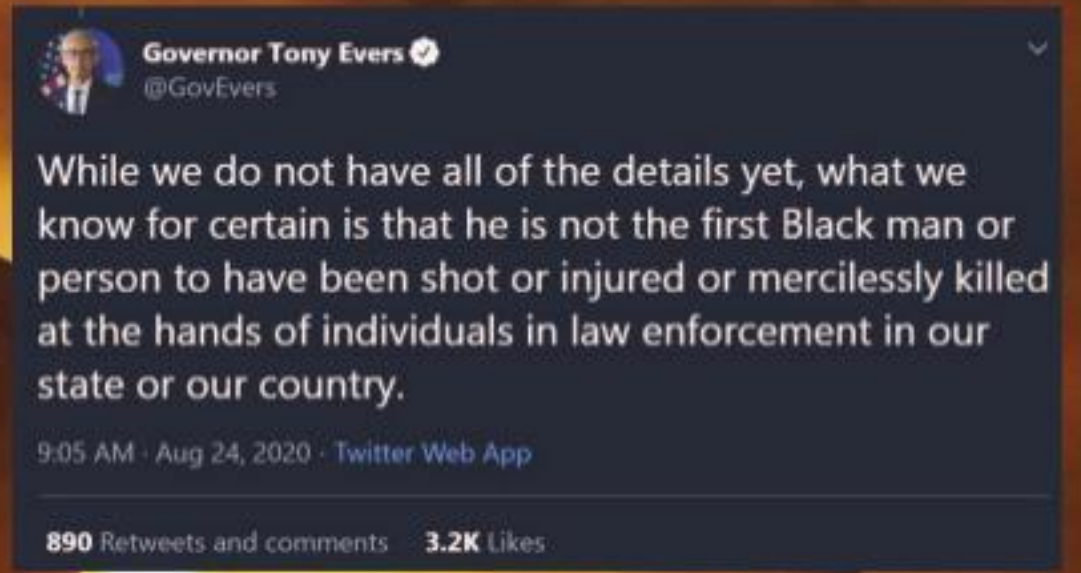 Governor Tony Evers
@GovEvers
While we do not have all of the details yet, what we
know for certain is that he is not the first Black man or
person to have been shot or injured or mercilessly killed
at the hands of individuals in law enforcement in our
state or our country.
9:05 AM · Aug 24, 2020 · Twitter Web App
890 Retweets and comments 3.2K Likes